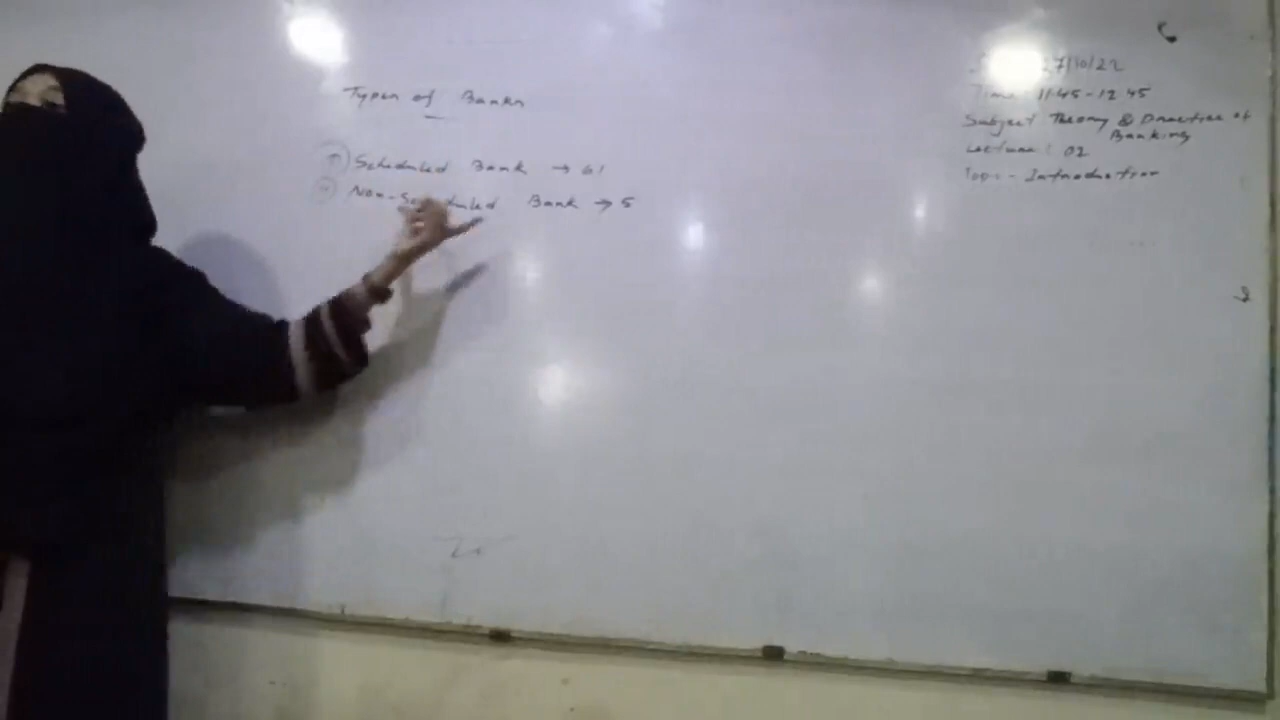 Types of Banks
Scheduled Bank → 61
Non-Scheduled Bank → 5
27/10/22
Time 11:45-12:45
Subject Theory & Practice of
Banking
Lecture: 02
Topic- Introduction